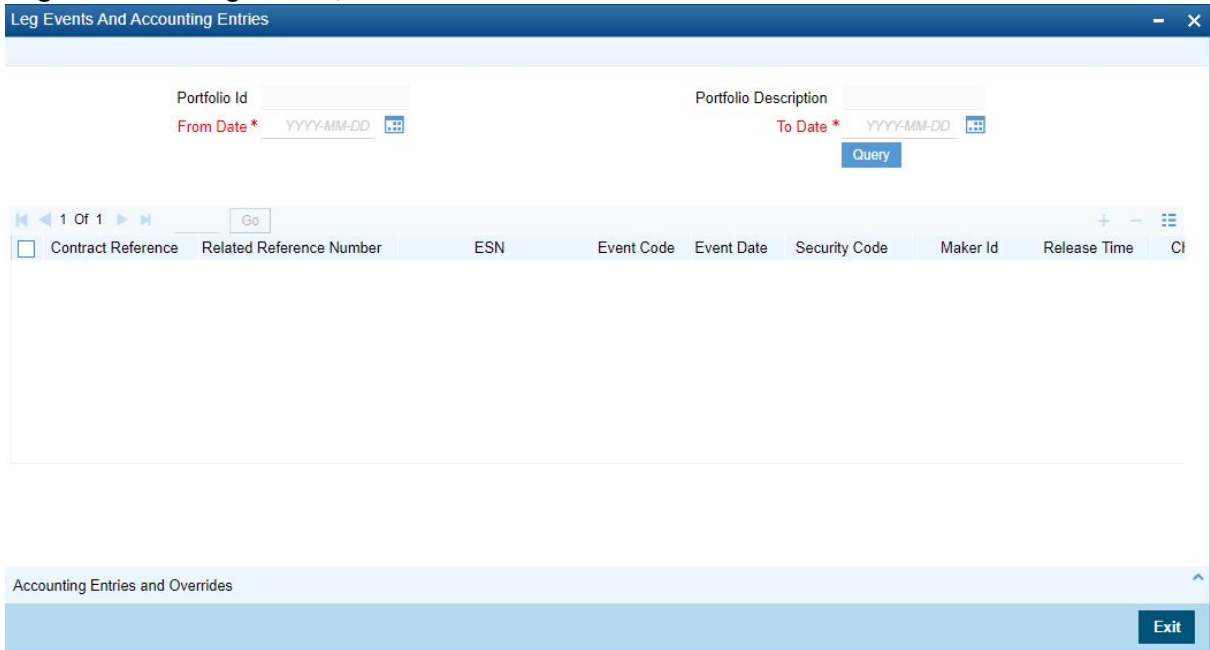 Leg Events And Accounting Entries
Portfolio Id Portfolio Description
From Date * YYYY-MM-DD To Date * YYYY-MM-DD
Query
1 Of 1 Go
Contract Reference Related Reference Number ESN Event Code Event Date Security Code Maker Id Release Time
Accounting Entries and Overrides
Exit